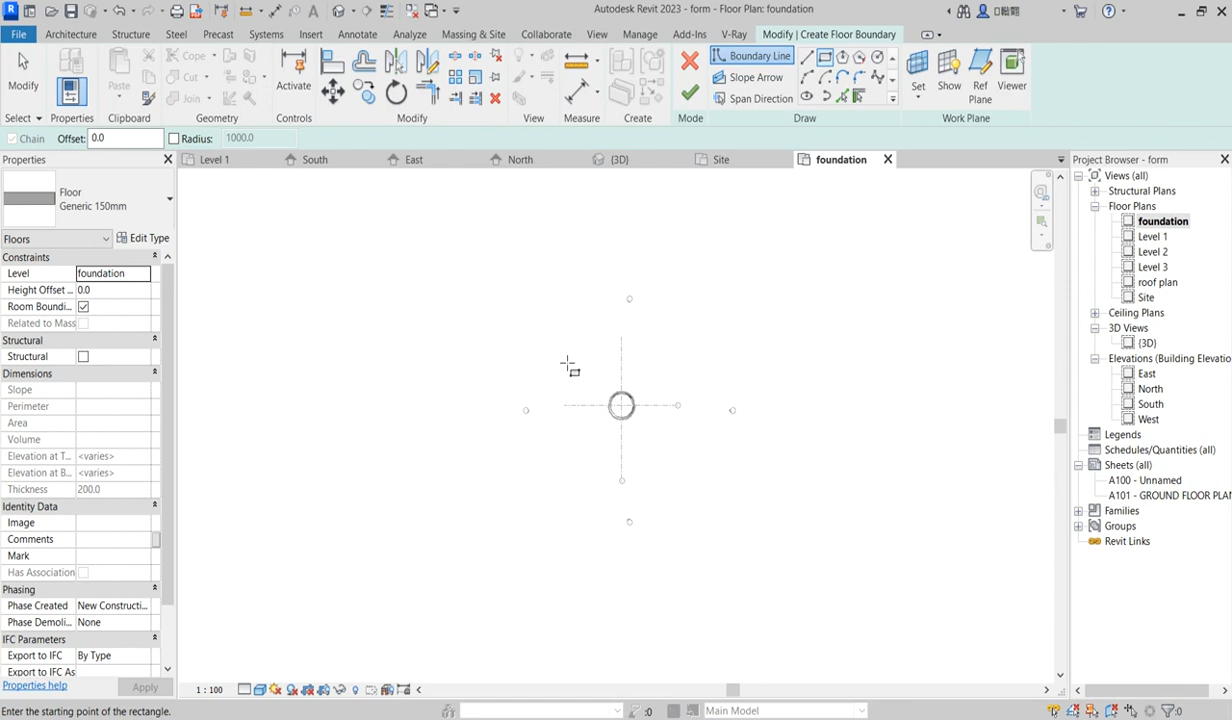 Autodesk Revit 2023 - form - Floor Plan: foundation
File Architecture Structure Steel Precast Systems Insert Annotate Analyze Massing & Site Collaborate View Manage Add-Ins V-Ray Modify | Create Floor Boundary
Modify
Properties
Paste
Cope
Cut
Join
Activate
Boundary Line
Slope Arrow
Span Direction
Set Show Ref Plane Viewer
Select Properties Clipboard Geometry Controls Modify View Measure Create Mode Draw Work Plane
Chain Offset: 0.0 Radius: 1000.0
Properties
Level 1 South East North {3D} Site foundation
Project Browser - form
Floor
Generic 150mm
Floors Edit Type
Constraints
Level foundation
Height Offset ... 0.0
Room Boundi...
Related to Mass
Structural
Structural
Dimensions
Slope
Perimeter
Area
Volume
Elevation at T... <varies>
Elevation at B... <varies>
Thickness 200.0
Identity Data
Image
Comments
Mark
Has Association
Phasing
Phase Created New Constructi...
Phase Demoli... None
IFC Parameters
Export to IFC By Type
Export to IFC As
Properties help Apply
Views (all)
Structural Plans
Floor Plans
foundation
Level 1
Level 2
Level 3
roof plan
Site
Ceiling Plans
3D Views
{3D}
Elevations (Building Elevatio
East
North
South
West
Legends
Schedules/Quantities (all)
Sheets (all)
A100 - Unnamed
A101 - GROUND FLOOR PLAN
Families
Groups
Revit Links
1 : 100
Enter the starting point of the rectangle.
:0
Main Model
:0